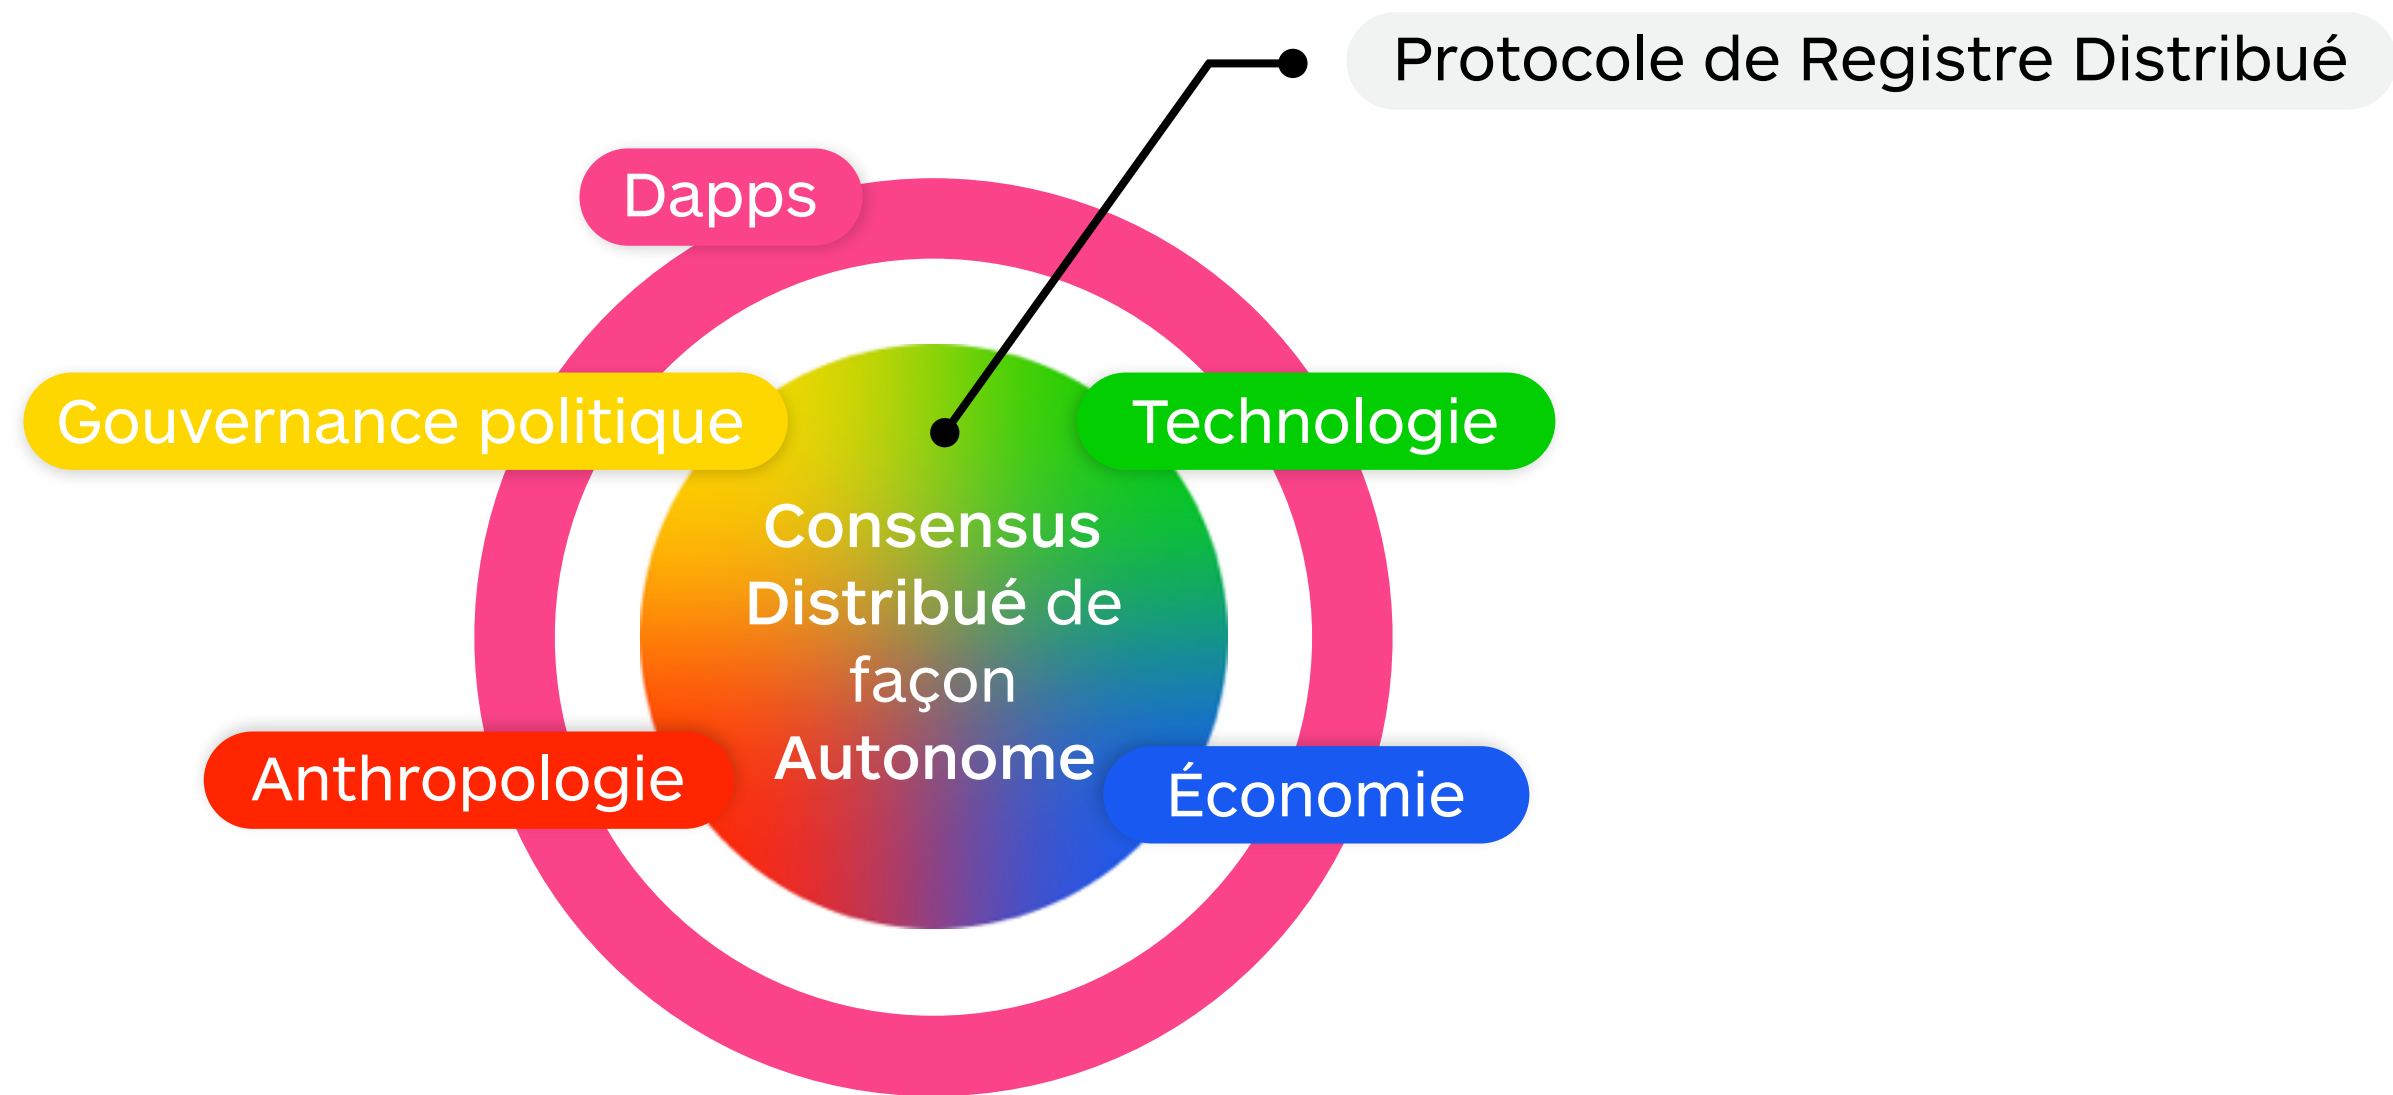 Protocole de Registre Distribué
Dapps
Gouvernance politique
Technologie
Consensus
Distribué de
façon
Autonome
Anthropologie
Économie